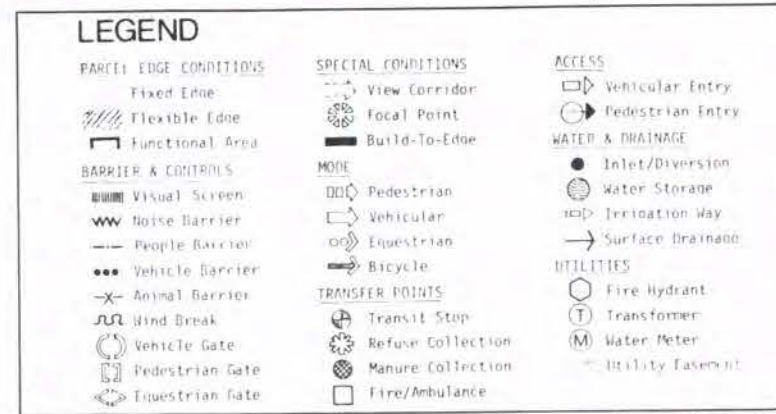 LEGEND
PARCEL EDGE CONDITIONS
Fixed Edge
Flexible Edge
Functional Area
BARRIER & CONTROLS
Visual Screen
Noise Barrier
People Barrier
Vehicle Barrier
Animal Barrier
Wind Break
Vehicle Gate
Pedestrian Gate
Equestrian Gate
SPECIAL CONDITIONS
View Corridor
Focal Point
Build-To-Edge
MODE
Pedestrian
Vehicular
Equestrian
Bicycle
TRANSFER POINTS
Transit Stop
Refuse Collection
Manure Collection
Fire/Ambulance
ACCESS
Vehicular Entry
Pedestrian Entry
WATER & DRAINAGE
Inlet/Diversion
Water Storage
Irrigation Way
Surface Drainage
UTILITIES
Fire Hydrant
T Transformer
M Water Meter
Utility Easement